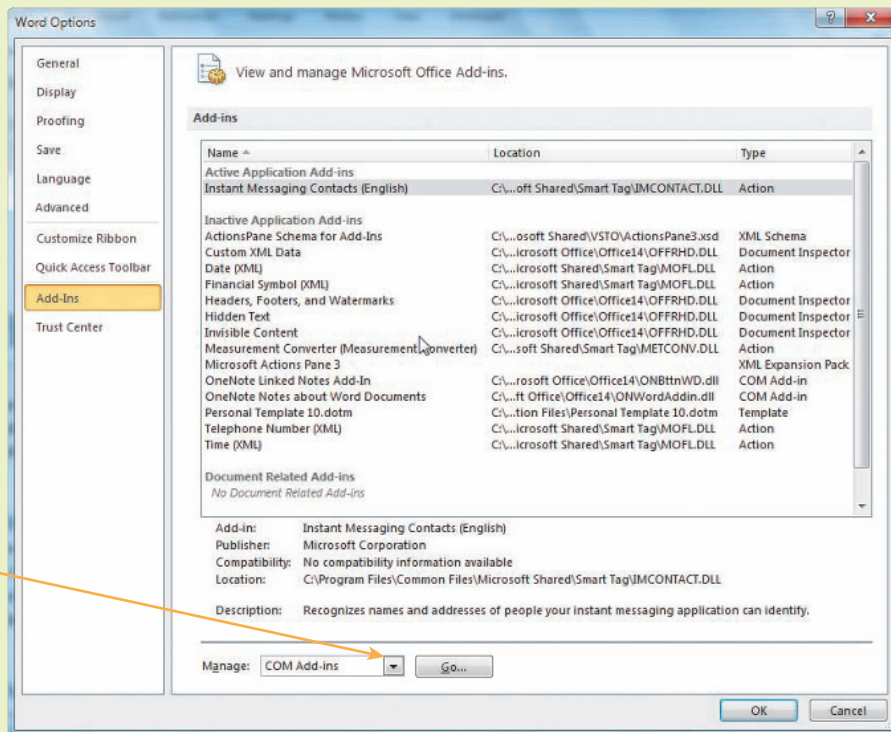 Word Options
General
Display
Proofing
Save
Language
Advanced
Customize Ribbon
Quick Access Toolbar
Add-Ins
Trust Center
View and manage Microsoft Office Add-ins.
Add-ins
Name Location Type
Active Application Add-ins
Instant Messaging Contacts (English) C:\...oft Shared\Smart Tag\IMCONTACT.DLL Action
Inactive Application Add-ins
ActionsPane Schema for Add-Ins C:\...osoft Shared\VSTO\ActionsPane3.xsd XML Schema
Custom XML Data C:\...icrosoft Office\Office14\OFFRHD.DLL Document Inspector
Date (XML) C:\...icrosoft Shared\Smart Tag\MOFL.DLL Action
Financial Symbol (XML) C:\...icrosoft Shared\Smart Tag\MOFL.DLL Action
Headers, Footers, and Watermarks C:\...icrosoft Office\Office14\OFFRHD.DLL Document Inspector
Hidden Text C:\...icrosoft Office\Office14\OFFRHD.DLL Document Inspector
Invisible Content C:\...icrosoft Office\Office14\OFFRHD.DLL Document Inspector
Measurement Converter (Measurement Converter) C:\...soft Shared\Smart Tag\METCONV.DLL Action
Microsoft Actions Pane 3 XML Expansion Pack
OneNote Linked Notes Add-In C:\...rosoft Office\Office14\ONBttnWD.dll COM Add-in
OneNote Notes about Word Documents C:\...ft Office\Office14\ONWordAddin.dll COM Add-in
Personal Template 10.dotm C:\...tion Files\Personal Template 10.dotm Template
Telephone Number (XML) C:\...icrosoft Shared\Smart Tag\MOFL.DLL Action
Time (XML) C:\...icrosoft Shared\Smart Tag\MOFL.DLL Action
Document Related Add-ins
No Document Related Add-ins
Add-in: Instant Messaging Contacts (English)
Publisher: Microsoft Corporation
Compatibility: No compatibility information available
Location: C:\Program Files\Common Files\Microsoft Shared\Smart Tag\IMCONTACT.DLL
Description: Recognizes names and addresses of people your instant messaging application can identify.
Manage: COM Add-ins Go...
OK Cancel